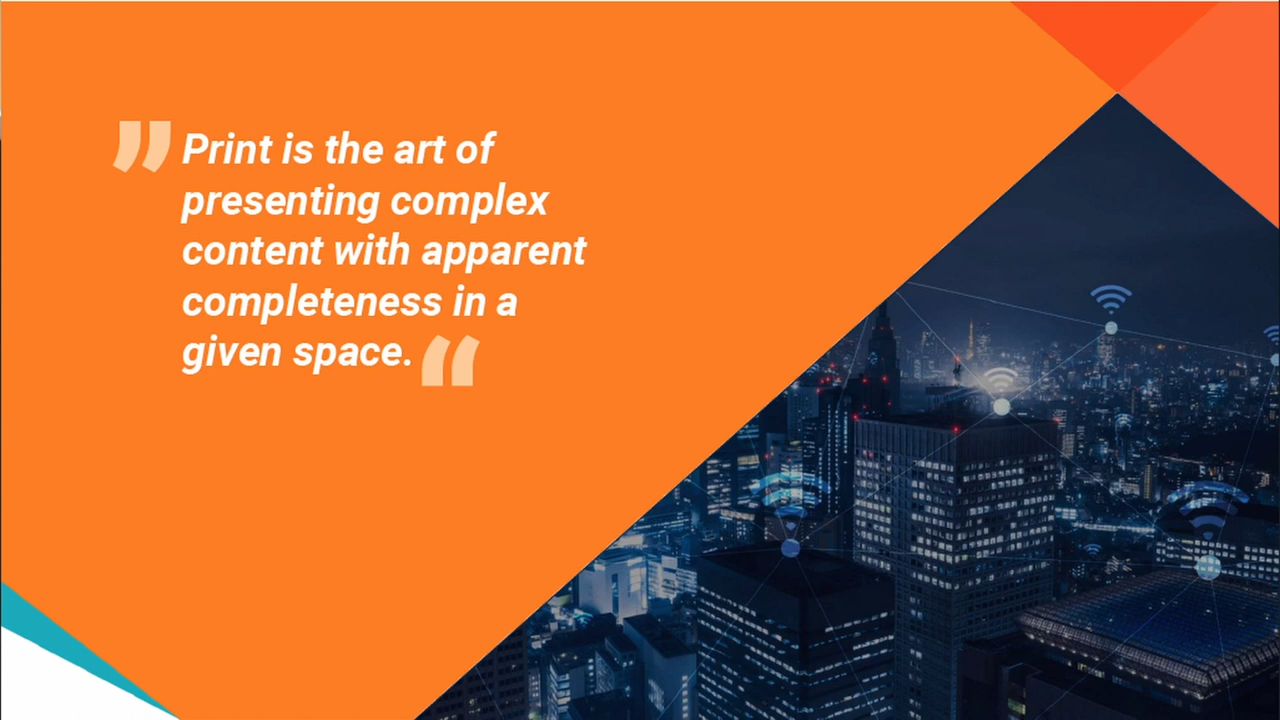 ”Print is the art of
presenting complex
content with apparent
completeness in a
given space.“